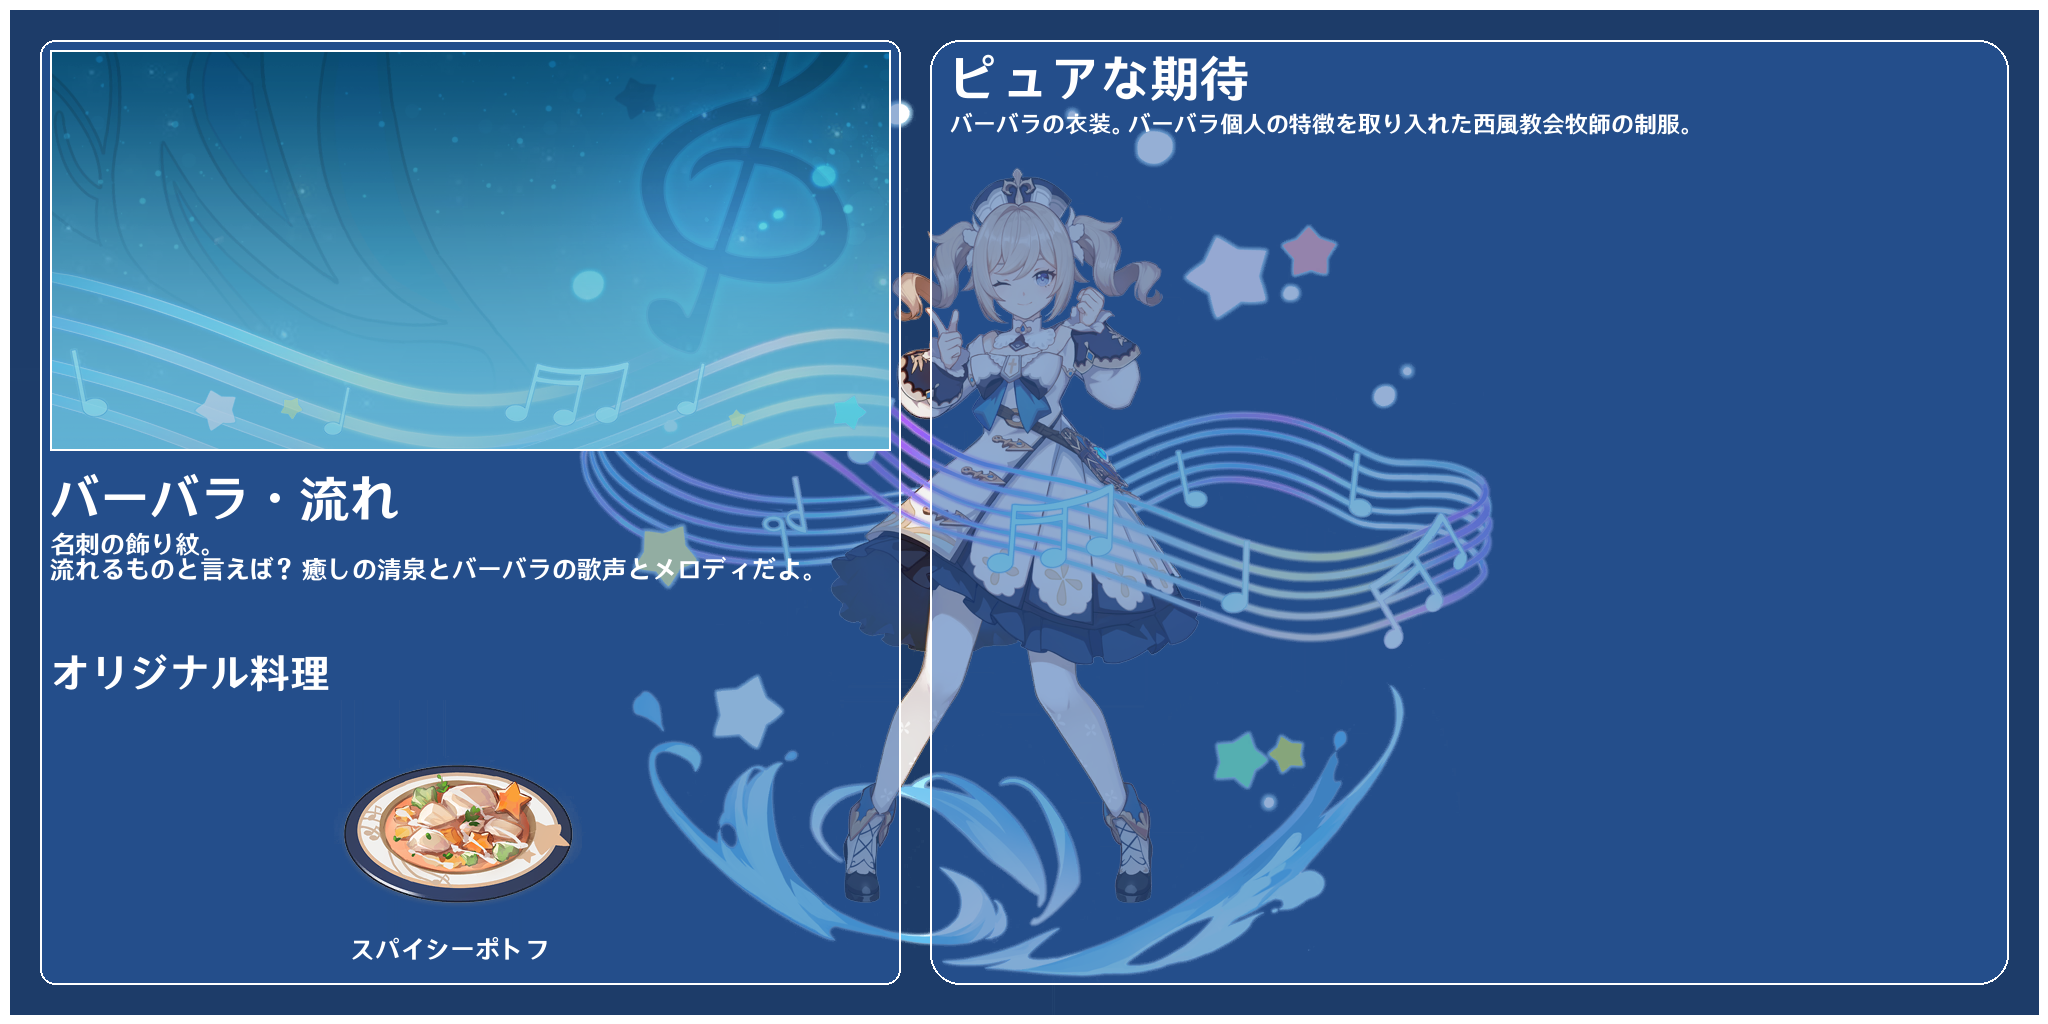 バーバラ・流れ
名刺の飾り紋。
流れるものと言えば？癒しの清泉とバーバラの歌声とメロディだよ。
オリジナル料理
スパイシーポトフ
ピュアな期待
バーバラの衣装。バーバラ個人の特徴を取り入れた西風教会牧師の制服。